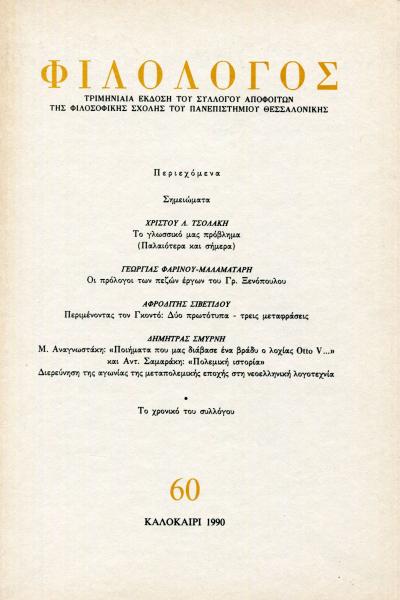 ΦΙΛΟΛΟΓΟΣ
ΤΡΙΜΗΝΙΑΙΑ ΕΚΔΟΣΗ ΤΟΥ ΣΥΛΛΟΓΟΥ ΑΠΟΦΟΙΤΩΝ
ΤΗΣ ΦΙΛΟΣΟΦΙΚΗΣ ΣΧΟΛΗΣ ΤΟΥ ΠΑΝΕΠΙΣΤΗΜΙΟΥ ΘΕΣΣΑΛΟΝΙΚΗΣ
Περιεχόμενα
Σημειώματα
ΧΡΙΣΤΟΥ Λ. ΤΣΟΛΑΚΗ
Το γλωσσικό μας πρόβλημα
(Παλαιότερα και σήμερα)
ΓΕΩΡΓΙΑΣ ΦΑΡΙΝΟΥ-ΜΑΛΑΜΑΤΑΡΗ
Οι πρόλογοι των πεζών έργων του Γρ. Ξενόπουλου
ΑΦΡΟΔΙΤΗΣ ΣΙΒΕΤΙΔΟΥ
Περιμένοντας τον Γκοντό: Δύο πρωτότυπα - τρεις μεταφράσεις
ΔΗΜΗΤΡΑΣ ΣΜΥΡΝΗ
Μ. Αναγνωστάκη: «Ποιήματα που μας διάβασε ένα βράδυ ο λοχίας Otto V...»
και Αντ. Σαμαράκη: «Πολεμική ιστορία»
Διερεύνηση της αγωνίας της μεταπολεμικής εποχής στη νεοελληνική λογοτεχνία
•
Το χρονικό του συλλόγου
60
ΚΑΛΟΚΑΙΡΙ 1990